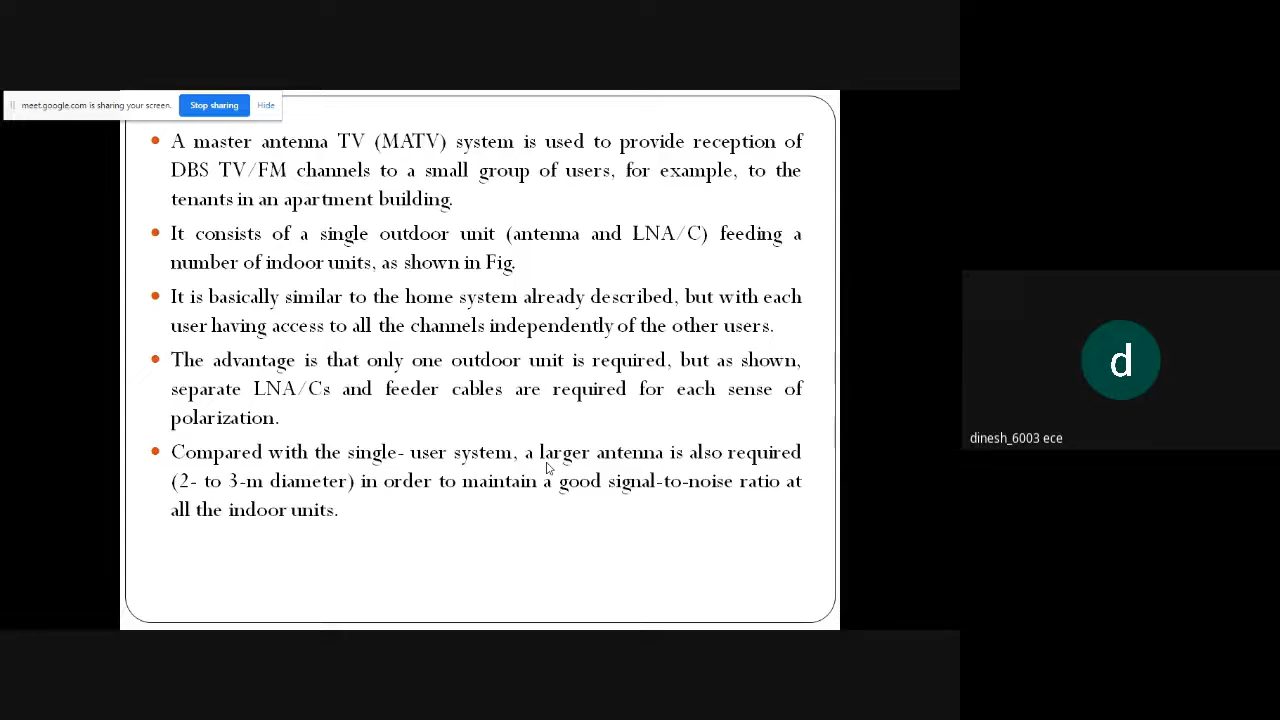 meet.google.com is sharing your screen.
Stop sharing
Hide
• A master antenna TV (MATV) system is used to provide reception of
DBS TV/FM channels to a small group of users, for example, to the
tenants in an apartment building.
• It consists of a single outdoor unit (antenna and LNA/C) feeding a
number of indoor units, as shown in Fig.
• It is basically similar to the home system already described, but with each
user having access to all the channels independently of the other users.
• The advantage is that only one outdoor unit is required, but as shown,
separate LNA/Cs and feeder cables are required for each sense of
polarization.
• Compared with the single- user system, a larger antenna is also required
(2- to 3-m diameter) in order to maintain a good signal-to-noise ratio at
all the indoor units.
d
dinesh_6003 ece